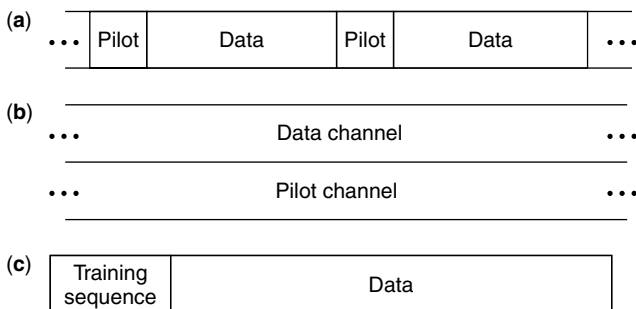 (a)
... Pilot Data Pilot Data ...
(b)
... Data channel ...
... Pilot channel ...
(c)
Training
sequence
Data